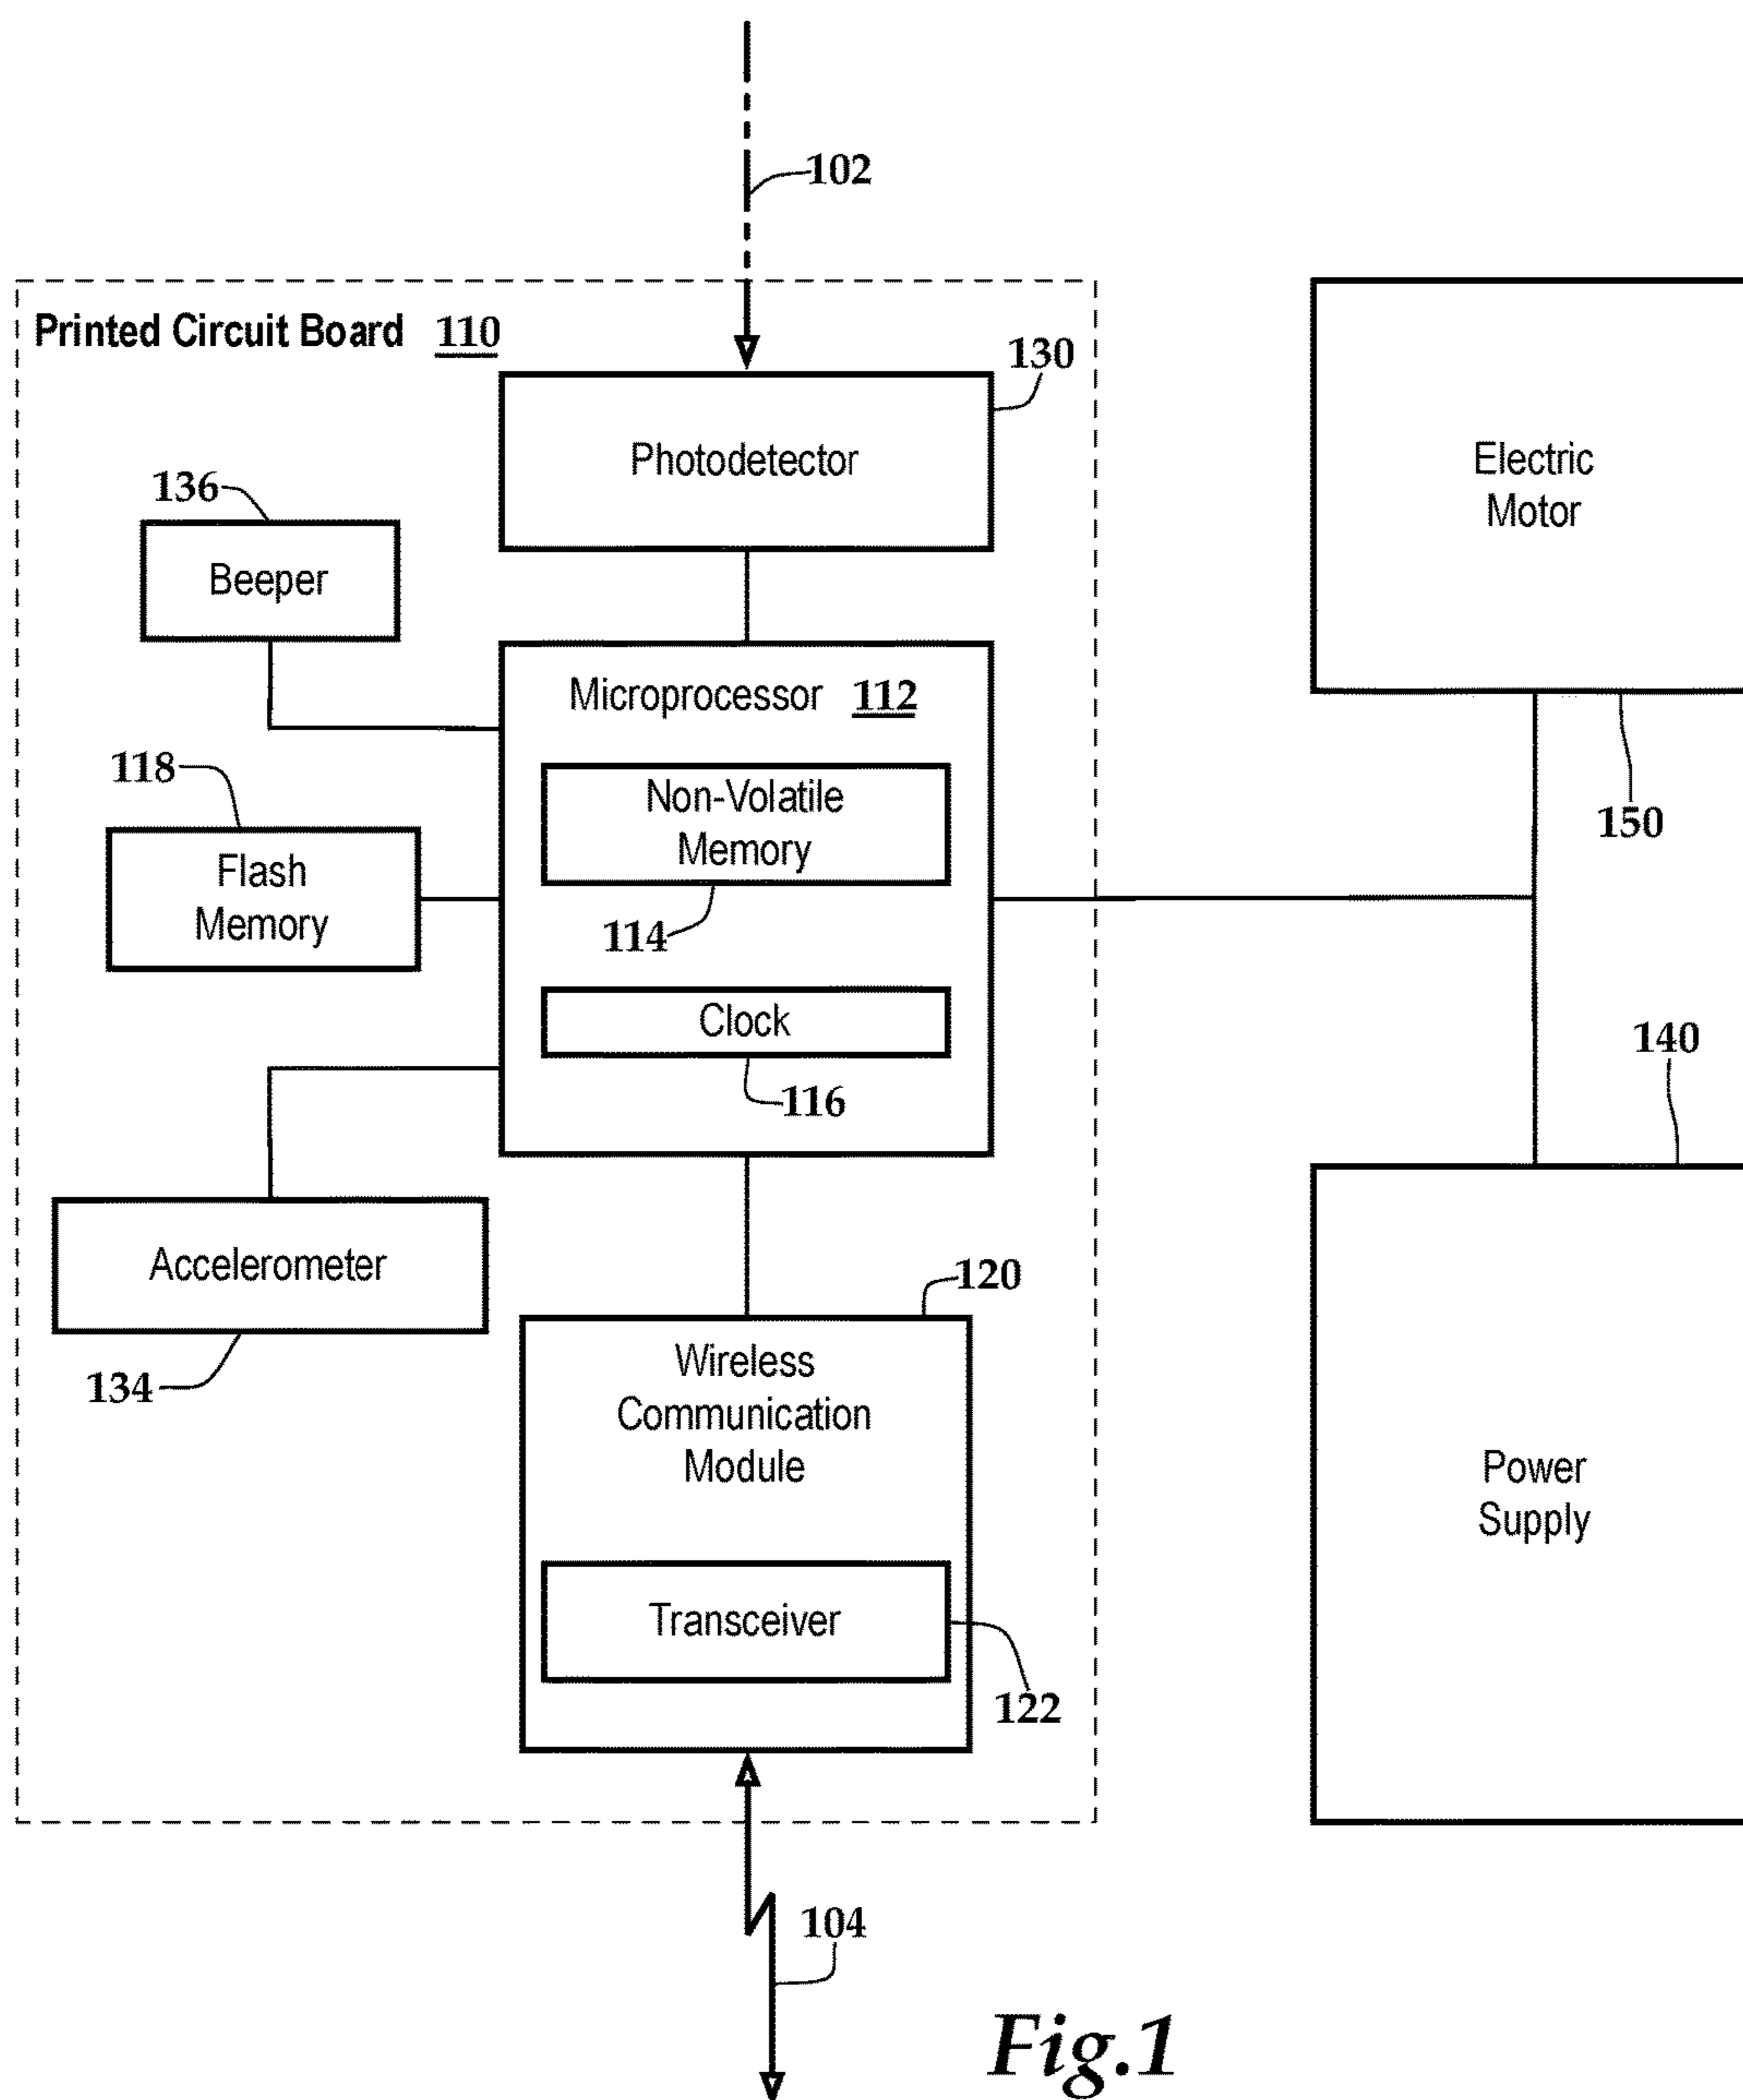 102
Printed Circuit Board 110
130
Photodetector
Electric
Motor
136
Beeper
Microprocessor 112
118
Non-Volatile
Memory
150
Flash
Memory
114
Clock
140
116
Accelerometer
120
134
Wireless
Communication
Module
Power
Supply
Transceiver
122
104
Fig.1